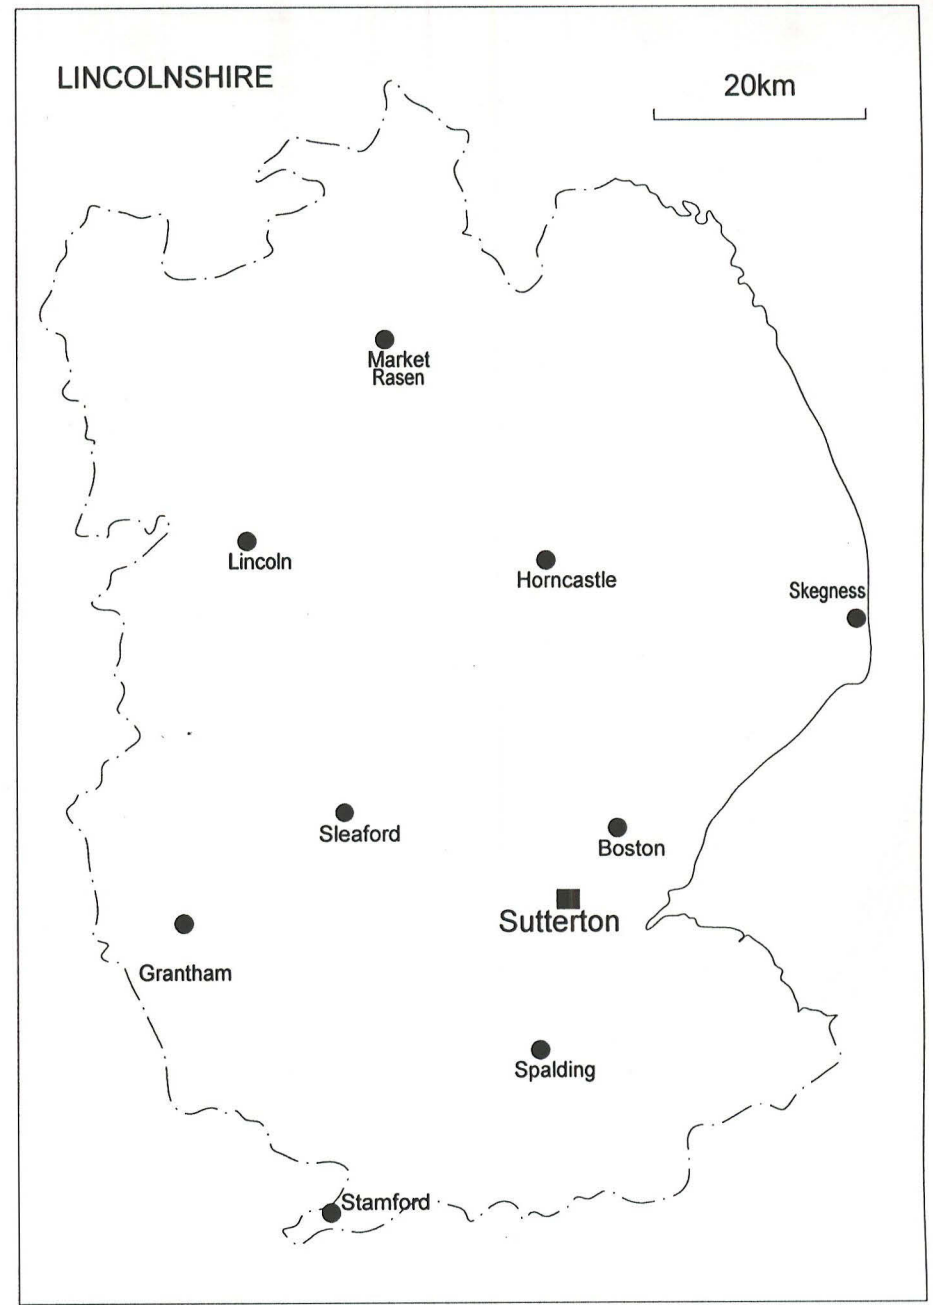 LINCOLNSHIRE
20km
Market
Rasen
Lincoln
Horncastle
Skegness
Sleaford
Boston
Sutterton
Grantham
Spalding
Stamford